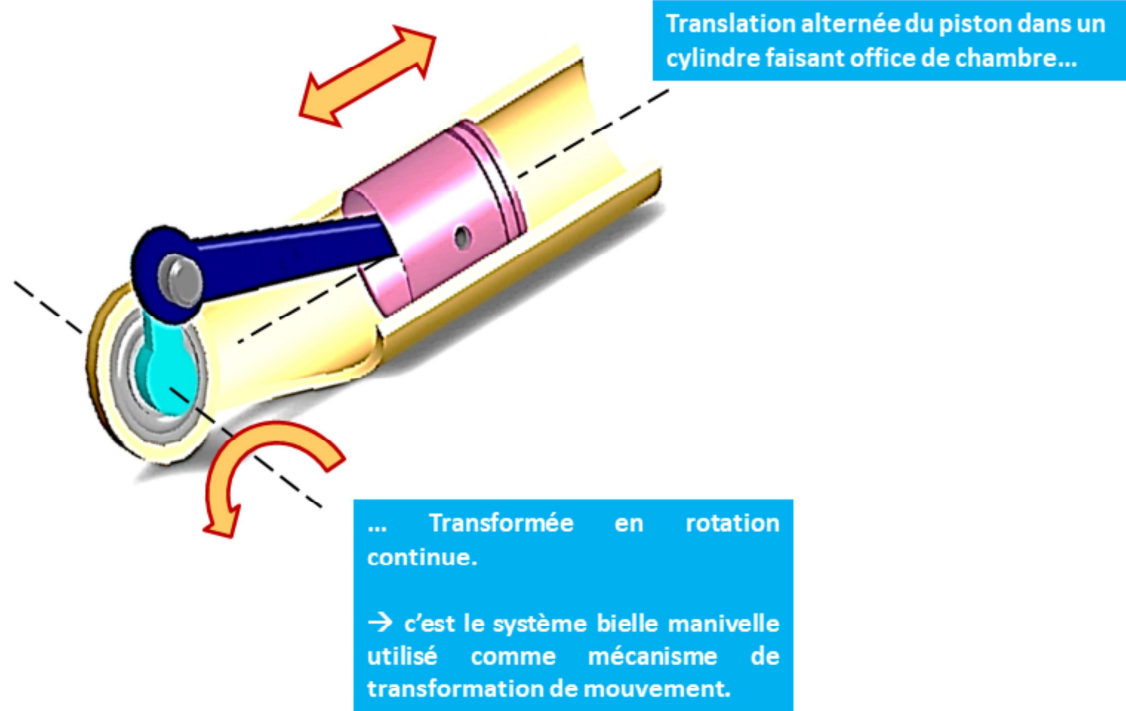 Translation alternée du piston dans un
cylindre faisant office de chambre...
... Transformée en rotation
continue.
→ c'est le système bielle manivelle
utilisé comme mécanisme de
transformation de mouvement.